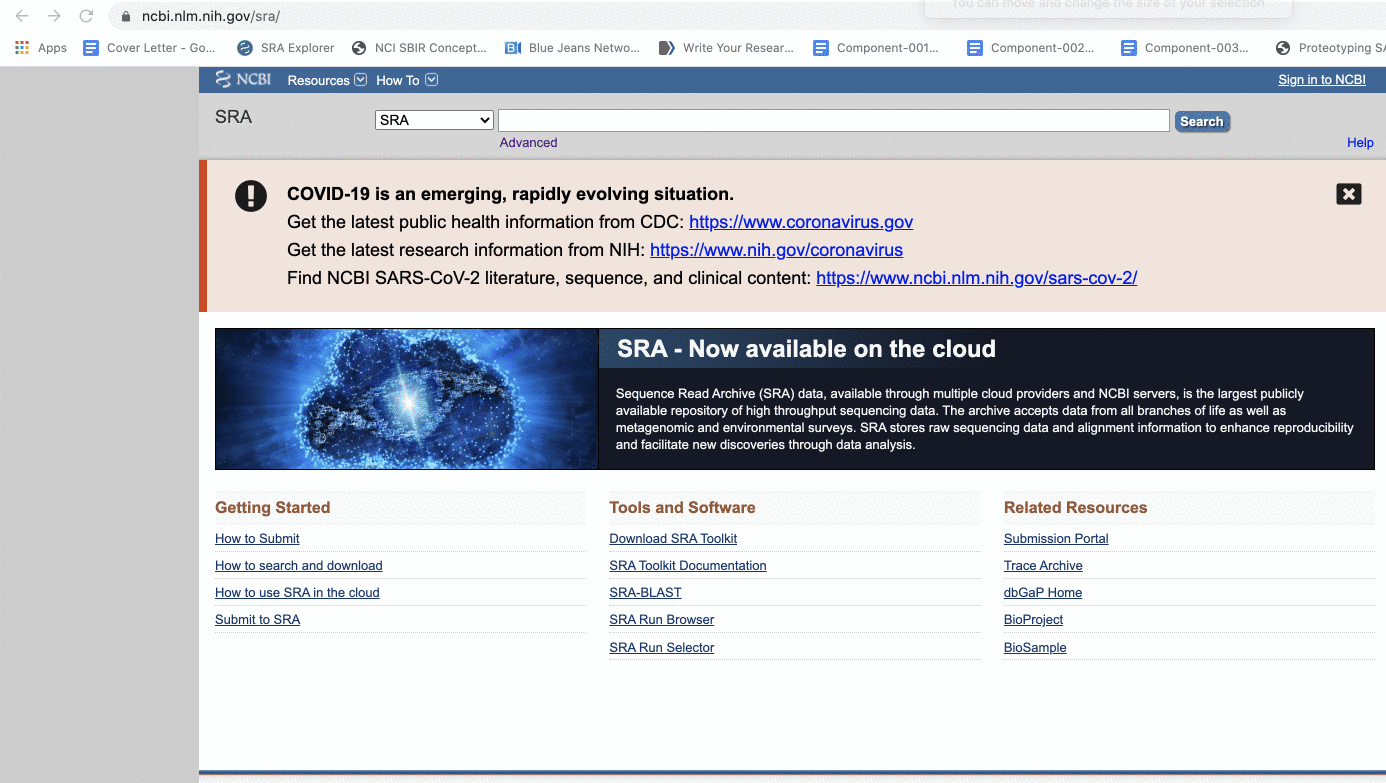 You can move and change the size of your selection
ncbi.nlm.nih.gov/sra/
Apps Cover Letter - Go... SRA Explorer NCI SBIR Concept... Blue Jeans Netwo... Write Your Resear... Component-001... Component-002... Component-003... Proteotyping SA
NCBI Resources How To Sign in to NCBI
SRA SRA Search
Advanced Help
COVID-19 is an emerging, rapidly evolving situation.
Get the latest public health information from CDC: https://www.coronavirus.gov
Get the latest research information from NIH: https://www.nih.gov/coronavirus
Find NCBI SARS-CoV-2 literature, sequence, and clinical content: https://www.ncbi.nlm.nih.gov/sars-cov-2/
SRA - Now available on the cloud
Sequence Read Archive (SRA) data, available through multiple cloud providers and NCBI servers, is the largest publicly
available repository of high throughput sequencing data. The archive accepts data from all branches of life as well as
metagenomic and environmental surveys. SRA stores raw sequencing data and alignment information to enhance reproducibility
and facilitate new discoveries through data analysis.
Getting Started
How to Submit
How to search and download
How to use SRA in the cloud
Submit to SRA
Tools and Software
Download SRA Toolkit
SRA Toolkit Documentation
SRA-BLAST
SRA Run Browser
SRA Run Selector
Related Resources
Submission Portal
Trace Archive
dbGaP Home
BioProject
BioSample